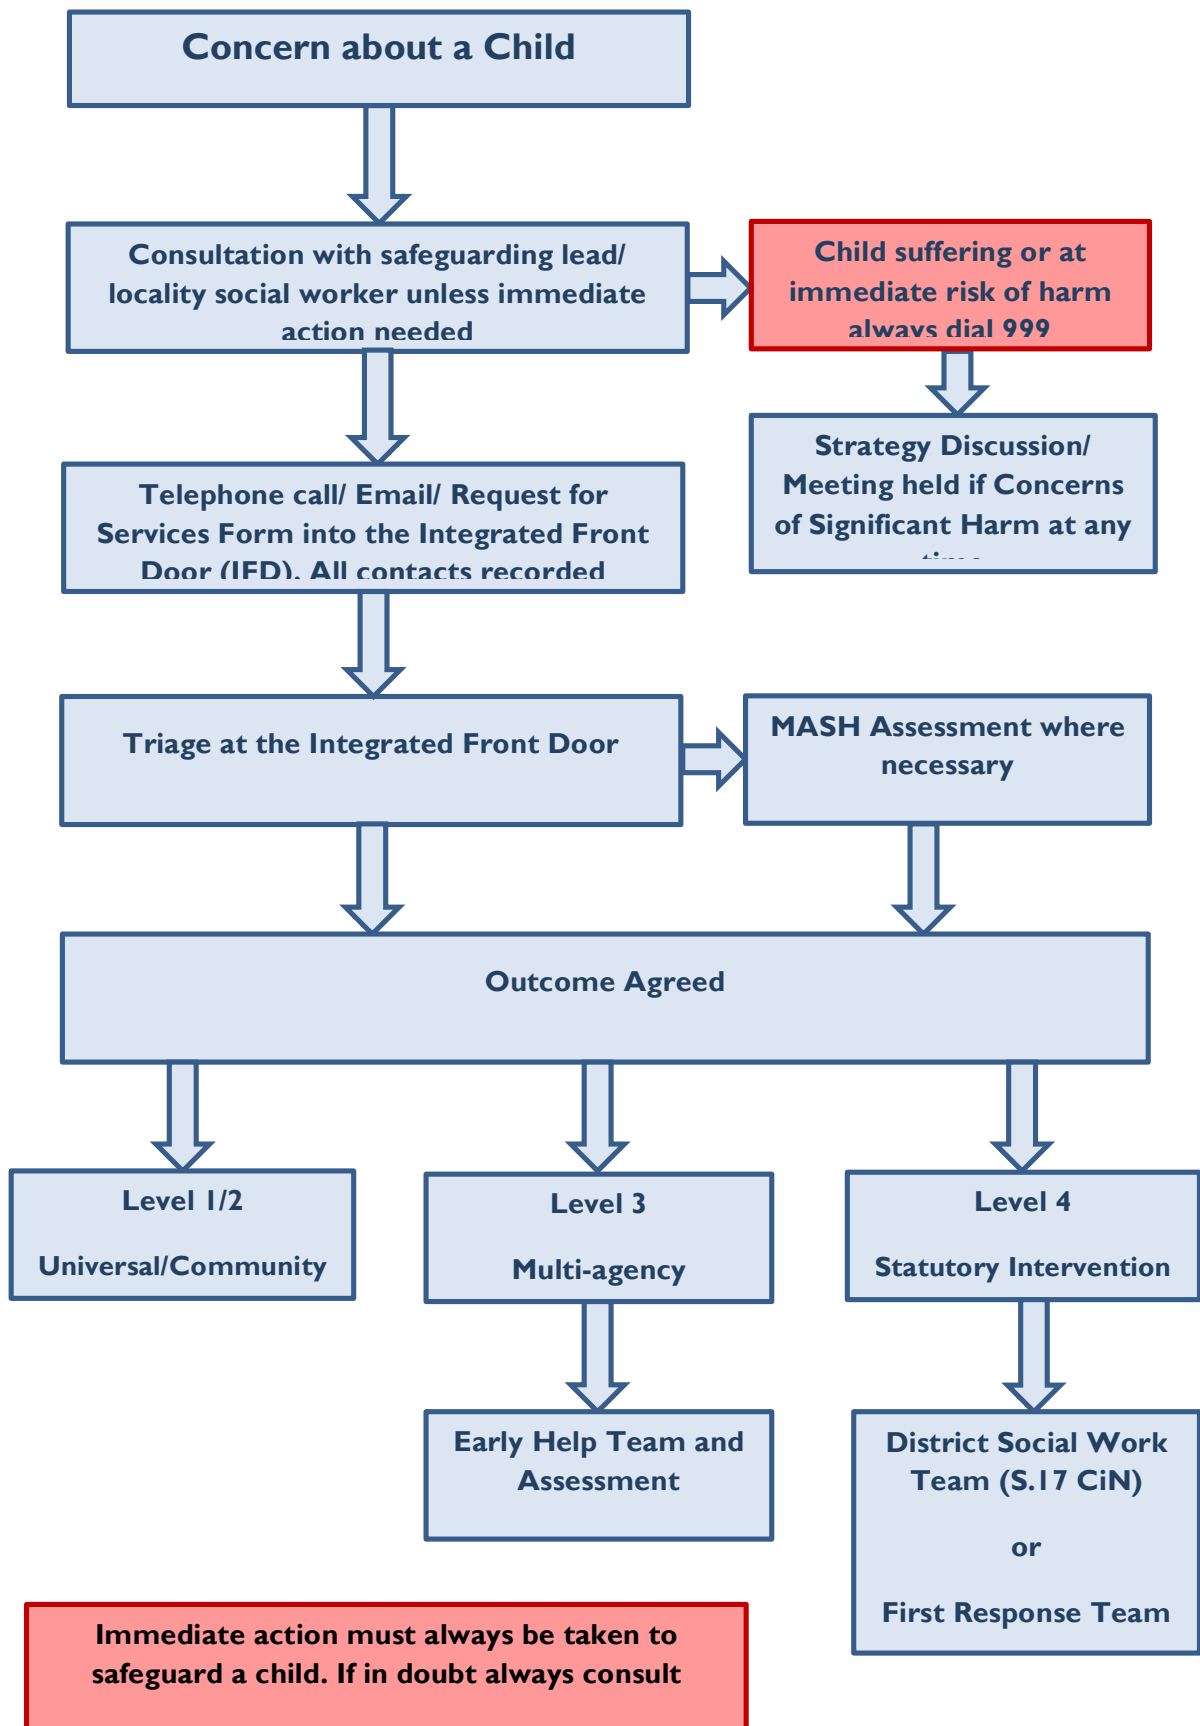 Concern about a Child
Consultation with safeguarding lead/
locality social worker unless immediate
action needed
Child suffering or at
immediate risk of harm
always dial 999
Strategy Discussion/
Meeting held if Concerns
of Significant Harm at any
time
Telephone call/ Email/ Request for
Services Form into the Integrated Front
Door (IFD). All contacts recorded
Triage at the Integrated Front Door
MASH Assessment where
necessary
Outcome Agreed
Level 1/2
Universal/Community
Level 3
Multi-agency
Level 4
Statutory Intervention
Early Help Team and
Assessment
District Social Work
Team (S.17 CiN)
or
First Response Team
Immediate action must always be taken to
safeguard a child. If in doubt always consult